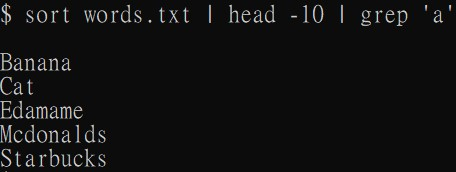 $ sort words.txt | head -10 | grep 'a'
Banana
Cat
Edamame
Mcdonalds
Starbucks